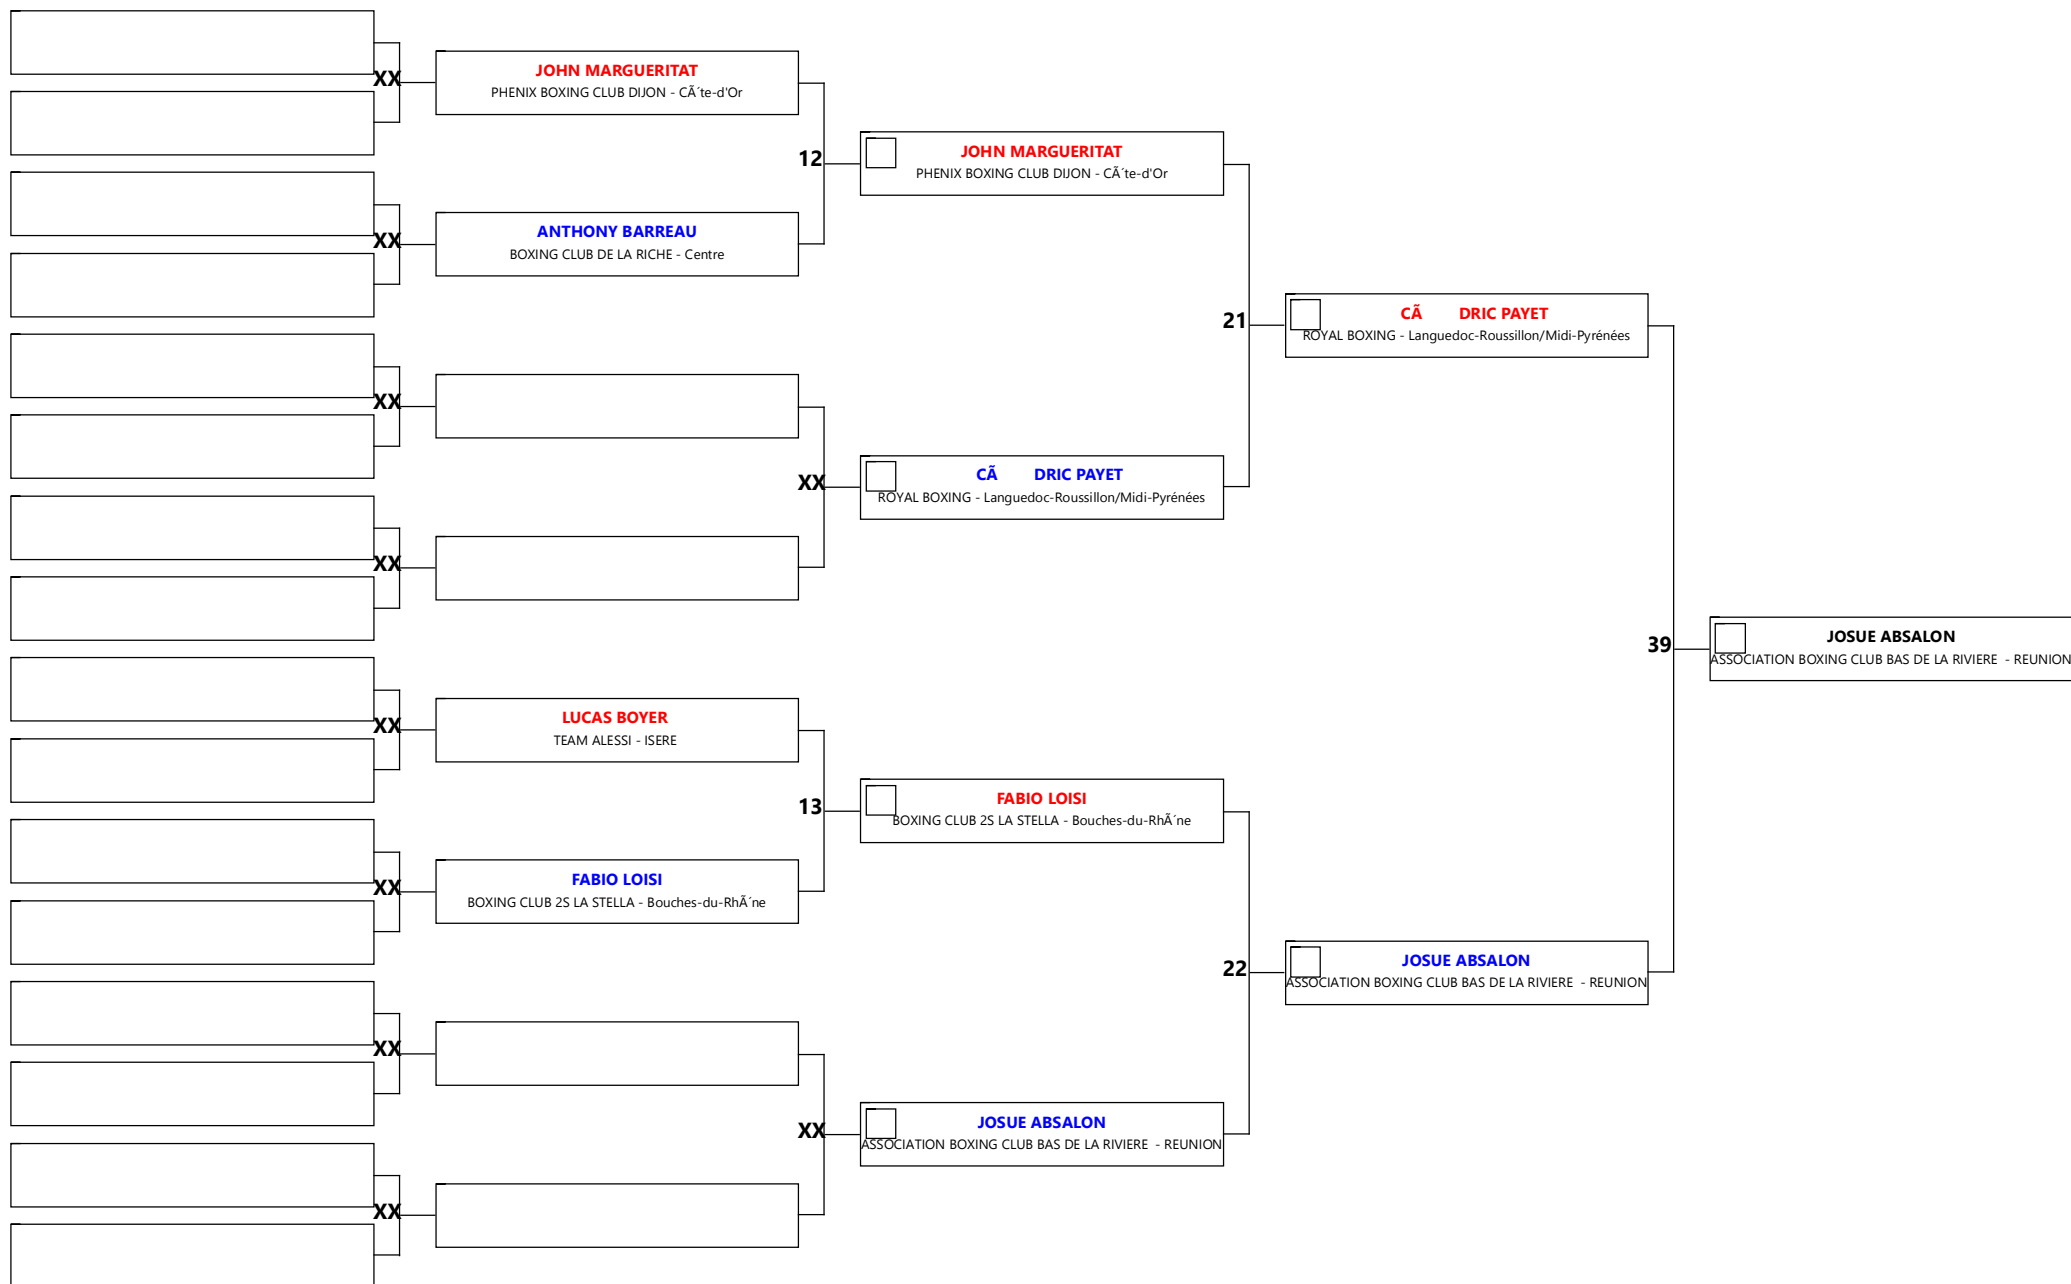 XX
JOHN MARGUERITAT
PHENIX BOXING CLUB DIJON - CÃ´te-d'Or
XX
ANTHONY BARREAU
BOXING CLUB DE LA RICHE - Centre
12
JOHN MARGUERITAT
PHENIX BOXING CLUB DIJON - CÃ´te-d'Or
XX
XX
XX
CÃ DRIC PAYET
ROYAL BOXING - Languedoc-Roussillon/Midi-Pyrénées
21
CÃ DRIC PAYET
ROYAL BOXING - Languedoc-Roussillon/Midi-Pyrénées
XX
LUCAS BOYER
TEAM ALESSI - ISERE
XX
FABIO LOISI
BOXING CLUB 2S LA STELLA - Bouches-du-RhÃ´ne
13
FABIO LOISI
BOXING CLUB 2S LA STELLA - Bouches-du-RhÃ´ne
XX
XX
XX
JOSUE ABSALON
ASSOCIATION BOXING CLUB BAS DE LA RIVIERE - REUNION
22
JOSUE ABSALON
ASSOCIATION BOXING CLUB BAS DE LA RIVIERE - REUNION
39
JOSUE ABSALON
ASSOCIATION BOXING CLUB BAS DE LA RIVIERE - REUNION